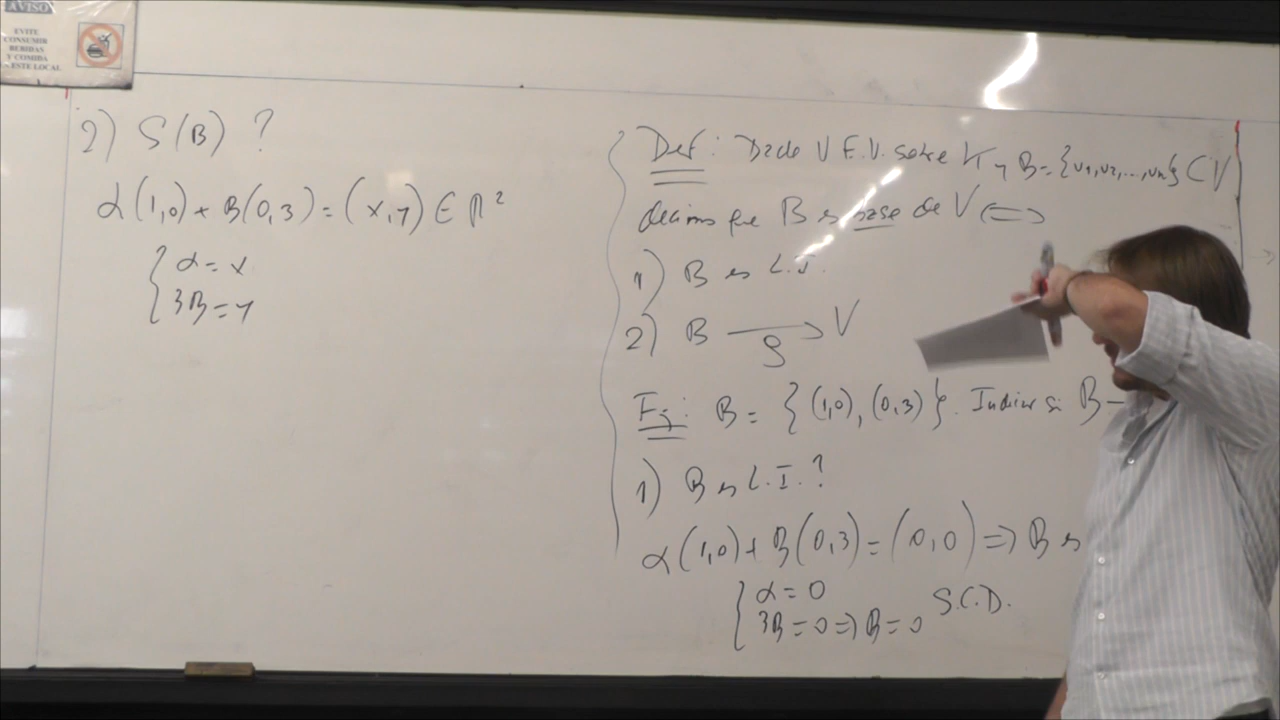 AVISO
EVITE
CONSUMIR
BEBIDAS
Y COMIDA
EN ESTE LOCAL
2) S(B) ?
α(1,0) + β(0,3) = (x,y) ∈ ℝ²
{ α = x
3β = y
Def: Dado V E.V. sobre K y B = {v1, v2, ..., vn} ⊂ V
decimos que B es base de V ⟺
1) B es L.I.
2) B ⟶ V
g
Ej: B = {(1,0), (0,3)}. Indicar si B
1) B es L.I.?
α(1,0) + β(0,3) = (0,0) ⇒ B es
{ α = 0
3β = 0 ⇒ β = 0 S.C.D.